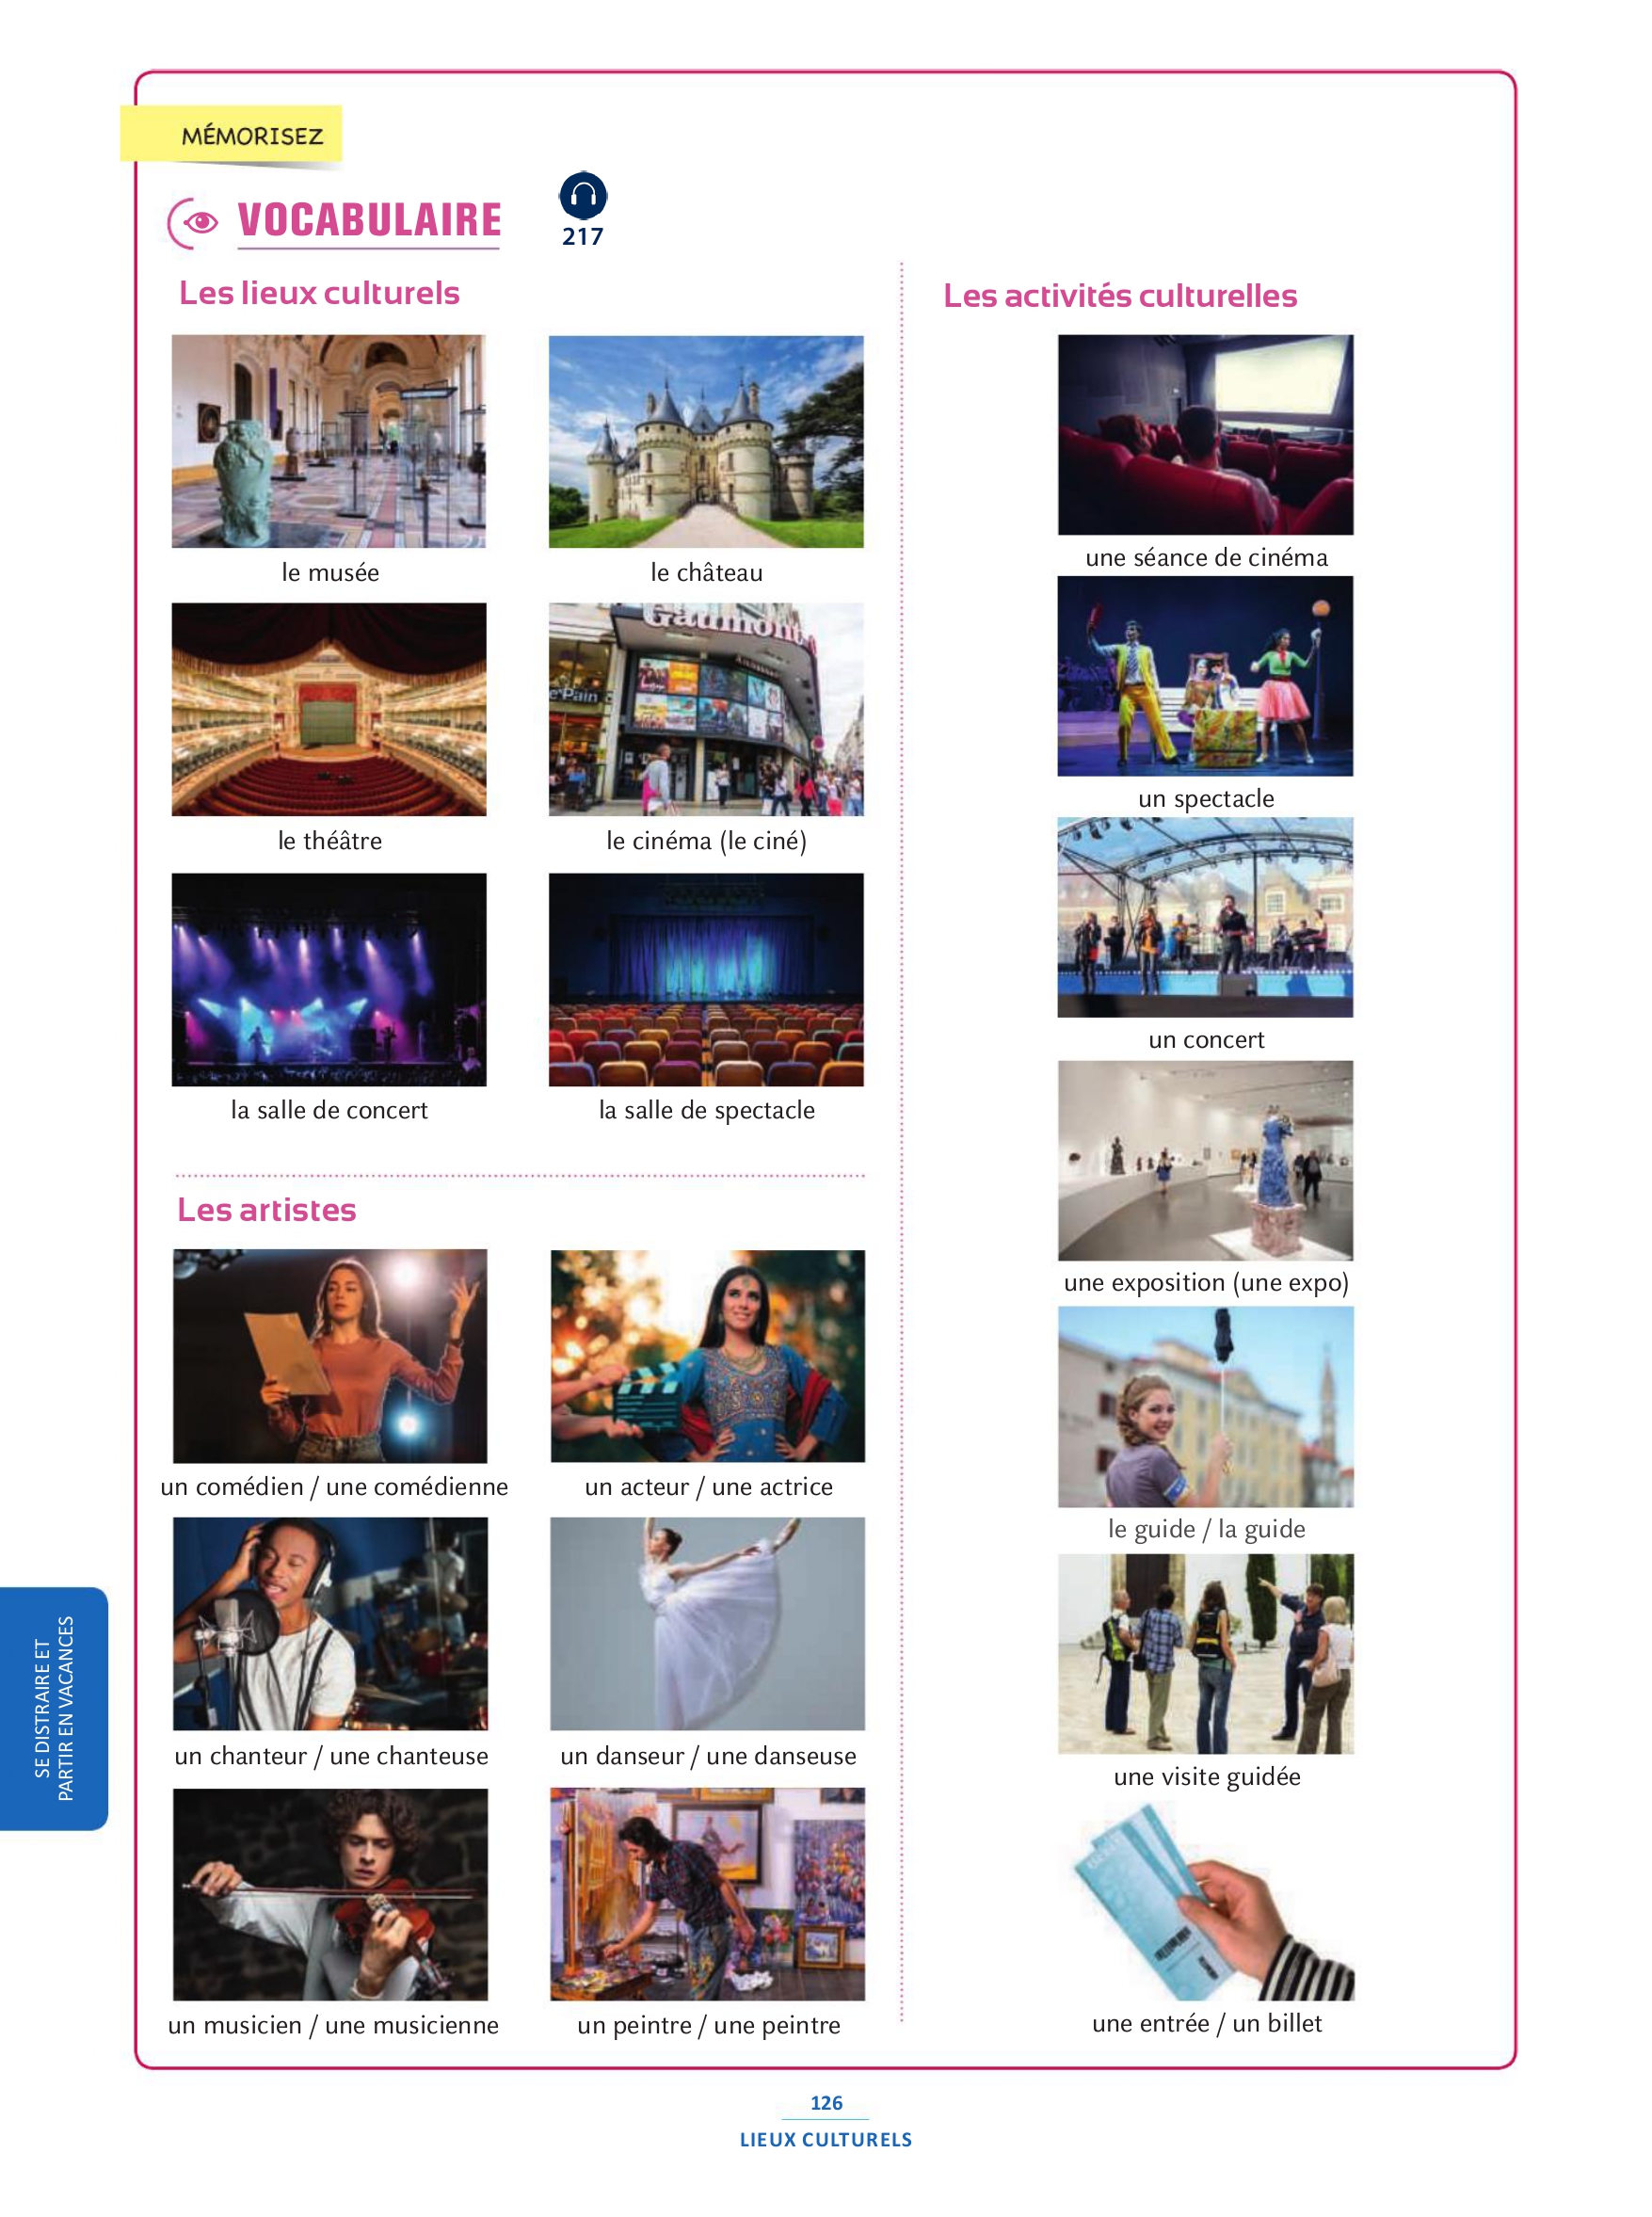 MÉMORISEZ
VOCABULAIRE
217
Les lieux culturels
le musée
le château
Gaumont
e Pain
le théâtre
le cinéma (le ciné)
la salle de concert
la salle de spectacle
Les artistes
un comédien / une comédienne
un acteur / une actrice
un chanteur / une chanteuse
un danseur / une danseuse
un musicien / une musicienne
un peintre / une peintre
Les activités culturelles
une séance de cinéma
un spectacle
un concert
une exposition (une expo)
le guide / la guide
une visite guidée
une entrée / un billet
SE DISTRAIRE ET
PARTIR EN VACANCES
126
LIEUX CULTURELS